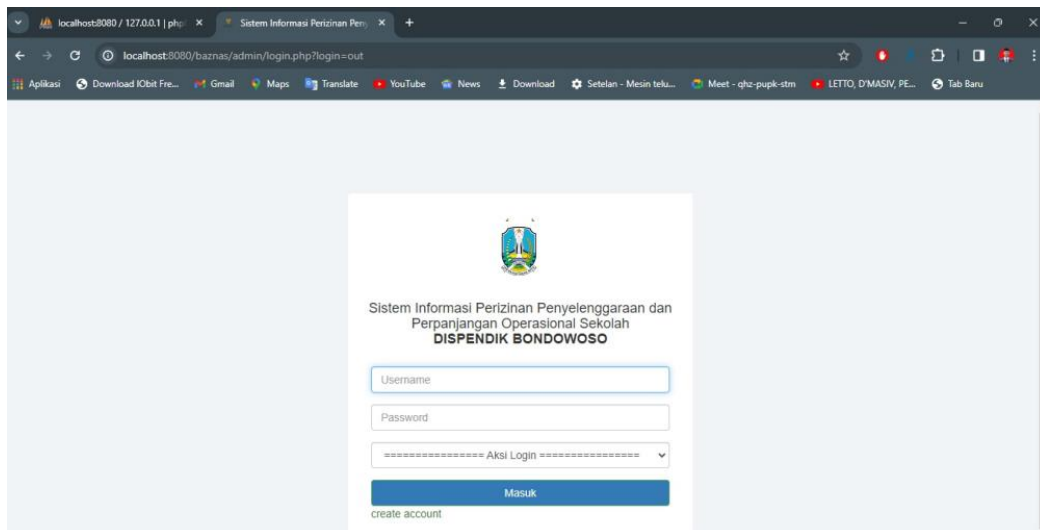 localhost:8080 / 127.0.0.1 | php
Sistem Informasi Perizinan Peny
localhost:8080/baznas/admin/login.php?login=out
Aplikasi Download IObit Fre... Gmail Maps Translate YouTube News Download Setelan - Mesin telu... Meet - qhz-pupk-stm LETTO, D'MASIV, PE... Tab Baru
Sistem Informasi Perizinan Penyelenggaraan dan
Perpanjangan Operasional Sekolah
DISPENDIK BONDOWOSO
Username
Password
================ Aksi Login ================
Masuk
create account